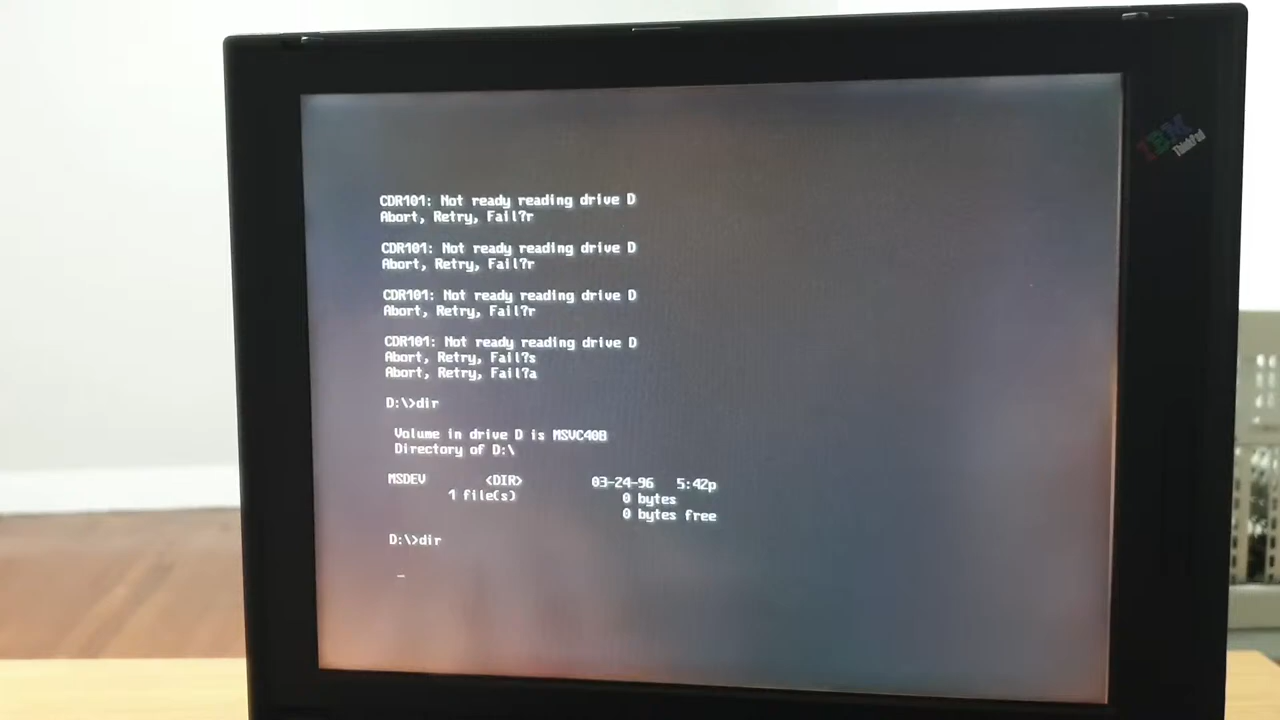 IBM
ThinkPad
CDR101: Not ready reading drive D
Abort, Retry, Fail?r
CDR101: Not ready reading drive D
Abort, Retry, Fail?r
CDR101: Not ready reading drive D
Abort, Retry, Fail?r
CDR101: Not ready reading drive D
Abort, Retry, Fail?s
Abort, Retry, Fail?a
D:\>dir
Volume in drive D is MSVC40B
Directory of D:\
MSDEV <DIR> 03-24-96 5:42p
1 file(s) 0 bytes
0 bytes free
D:\>dir
_